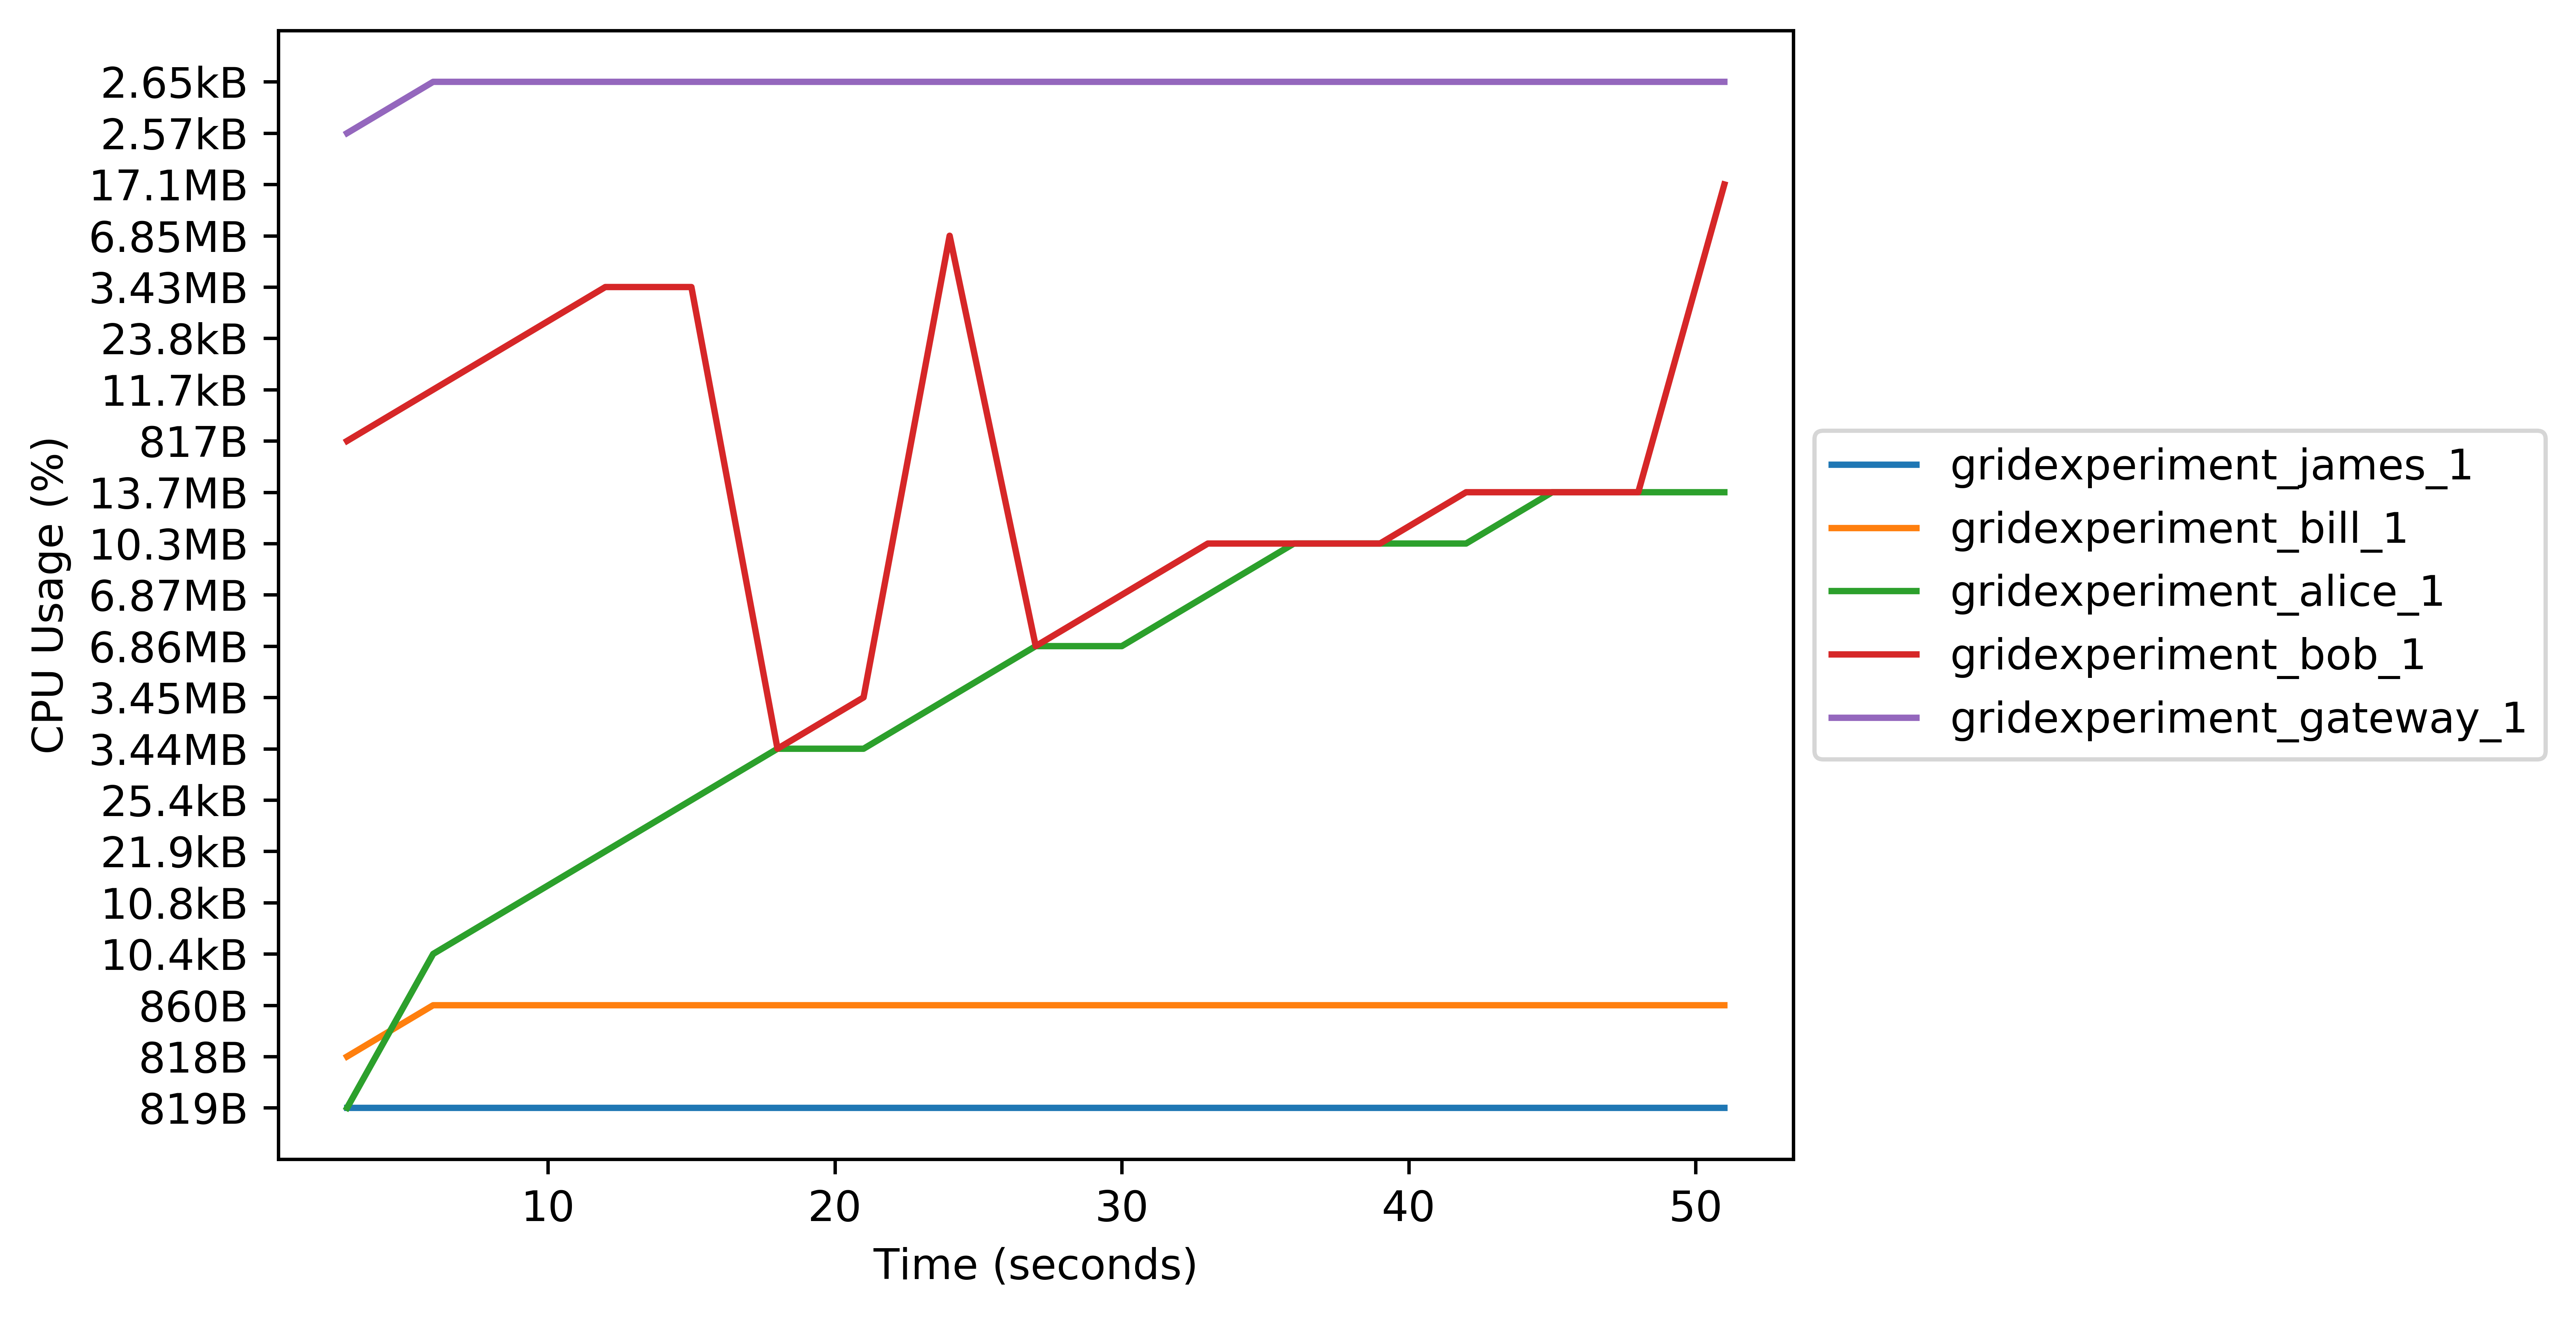 2.65kB
2.57kB
17.1MB
6.85MB
3.43MB
23.8kB
11.7kB
817B
13.7MB
10.3MB
6.87MB
6.86MB
3.45MB
3.44MB
25.4kB
21.9kB
10.8kB
10.4kB
860B
818B
819B
CPU Usage (%)
10 20 30 40 50
Time (seconds)
gridexperiment_james_1
gridexperiment_bill_1
gridexperiment_alice_1
gridexperiment_bob_1
gridexperiment_gateway_1